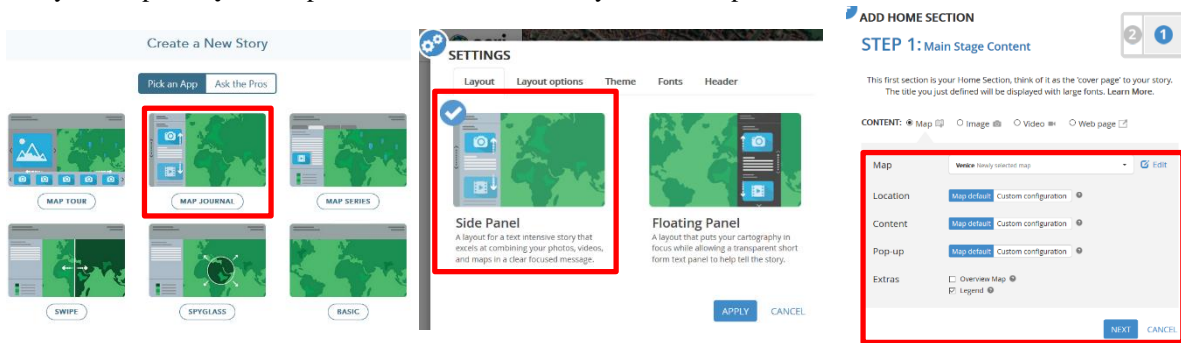 Create a New Story
Pick an App Ask the Pros
MAP TOUR
MAP JOURNAL
MAP SERIES
SWIPE
SPYGLASS
BASIC
SETTINGS
Layout Layout options Theme Fonts Header
Side Panel
A layout for a text intensive story that
excels at combining your photos, videos,
and maps in a clear focused message.
Floating Panel
A layout that puts your cartography in
focus while allowing a transparent short
form text panel to help tell the story.
APPLY CANCEL
ADD HOME SECTION
STEP 1: Main Stage Content
2 1
This first section is your Home Section, think of it as the 'cover page' to your story.
The title you just defined will be displayed with large fonts. Learn More.
CONTENT: Map Image Video Web page
Map Venice Newly selected map Edit
Location Map default Custom configuration
Content Map default Custom configuration
Pop-up Map default Custom configuration
Extras Overview Map
Legend
NEXT CANCEL